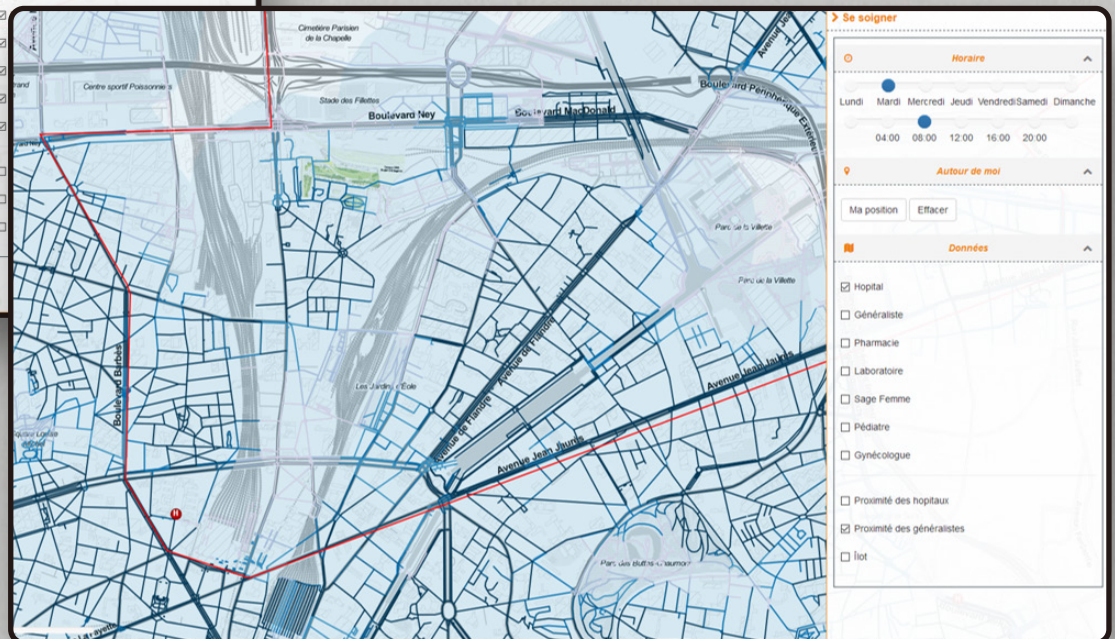 Cimetière Parisien
de la Chapelle
Centre sportif Poissonniers
Stade des Fillettes
Boulevard Ney
Boulevard MacDonald
Boulevard Périphérique Extérieur
Parc de la Villette
Parc de la Villette
Boulevard Barbès
Les Jardins d'Éole
Avenue de Flandre
Avenue de Flandre
Avenue Jean Jaurès
Avenue Jean Jaurès
Parc des Buttes-Chaumont
H
Se soigner
Horaire
Lundi Mardi Mercredi Jeudi Vendredi Samedi Dimanche
04:00 08:00 12:00 16:00 20:00
Autour de moi
Ma position Effacer
Données
Hopital
Généraliste
Pharmacie
Laboratoire
Sage Femme
Pédiatre
Gynécologue
Proximité des hopitaux
Proximité des généralistes
Îlot